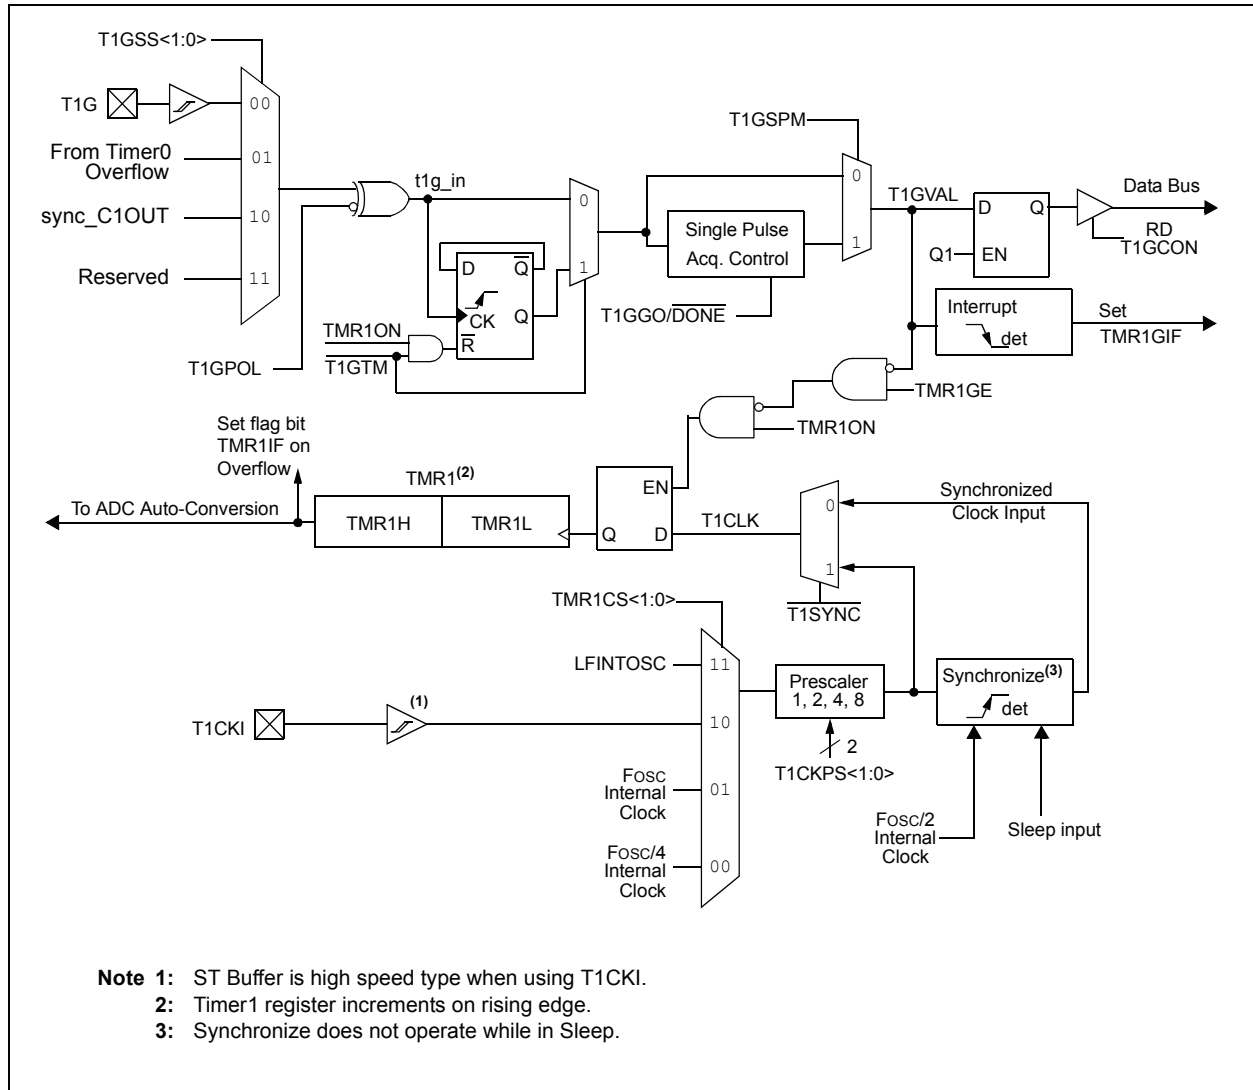 T1GSS<1:0>
T1G
00
From Timer0
Overflow
01
sync_C1OUT
10
Reserved
11
T1GPOL
t1g_in
D
Q
CK
Q
R
TMR1ON
T1GTM
0
1
T1GSPM
Single Pulse
Acq. Control
T1GGO/DONE
0
1
T1GVAL
D
Q
Q1
EN
Data Bus
RD
T1GCON
Interrupt
det
Set
TMR1GIF
TMR1GE
TMR1ON
Set flag bit
TMR1IF on
Overflow
To ADC Auto-Conversion
TMR1(2)
TMR1H
TMR1L
EN
Q
D
T1CLK
0
1
T1SYNC
Synchronized
Clock Input
TMR1CS<1:0>
LFINTOSC
11
T1CKI
(1)
10
FOSC
Internal
Clock
01
FOSC/4
Internal
Clock
00
Prescaler
1, 2, 4, 8
2
T1CKPS<1:0>
Synchronize(3)
det
FOSC/2
Internal
Clock
Sleep input
Note 1: ST Buffer is high speed type when using T1CKI.
2: Timer1 register increments on rising edge.
3: Synchronize does not operate while in Sleep.